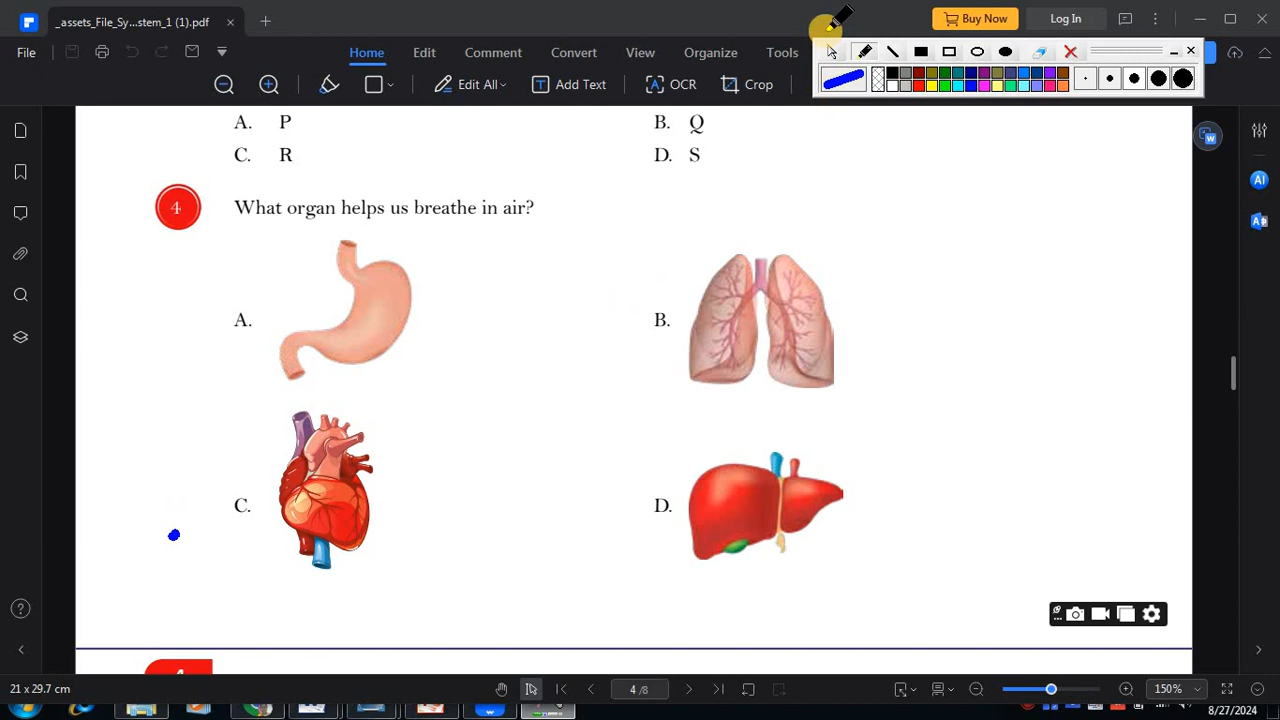 _assets_File_Sy...stem_1 (1).pdf
Buy Now
Log In
File
Home
Edit
Comment
Convert
View
Organize
Tools
Edit All
Add Text
OCR
Crop
A. P
B. Q
C. R
D. S
4
What organ helps us breathe in air?
A.
B.
C.
D.
AI
21 x 29.7 cm
4 /8
150%
8/27/2024